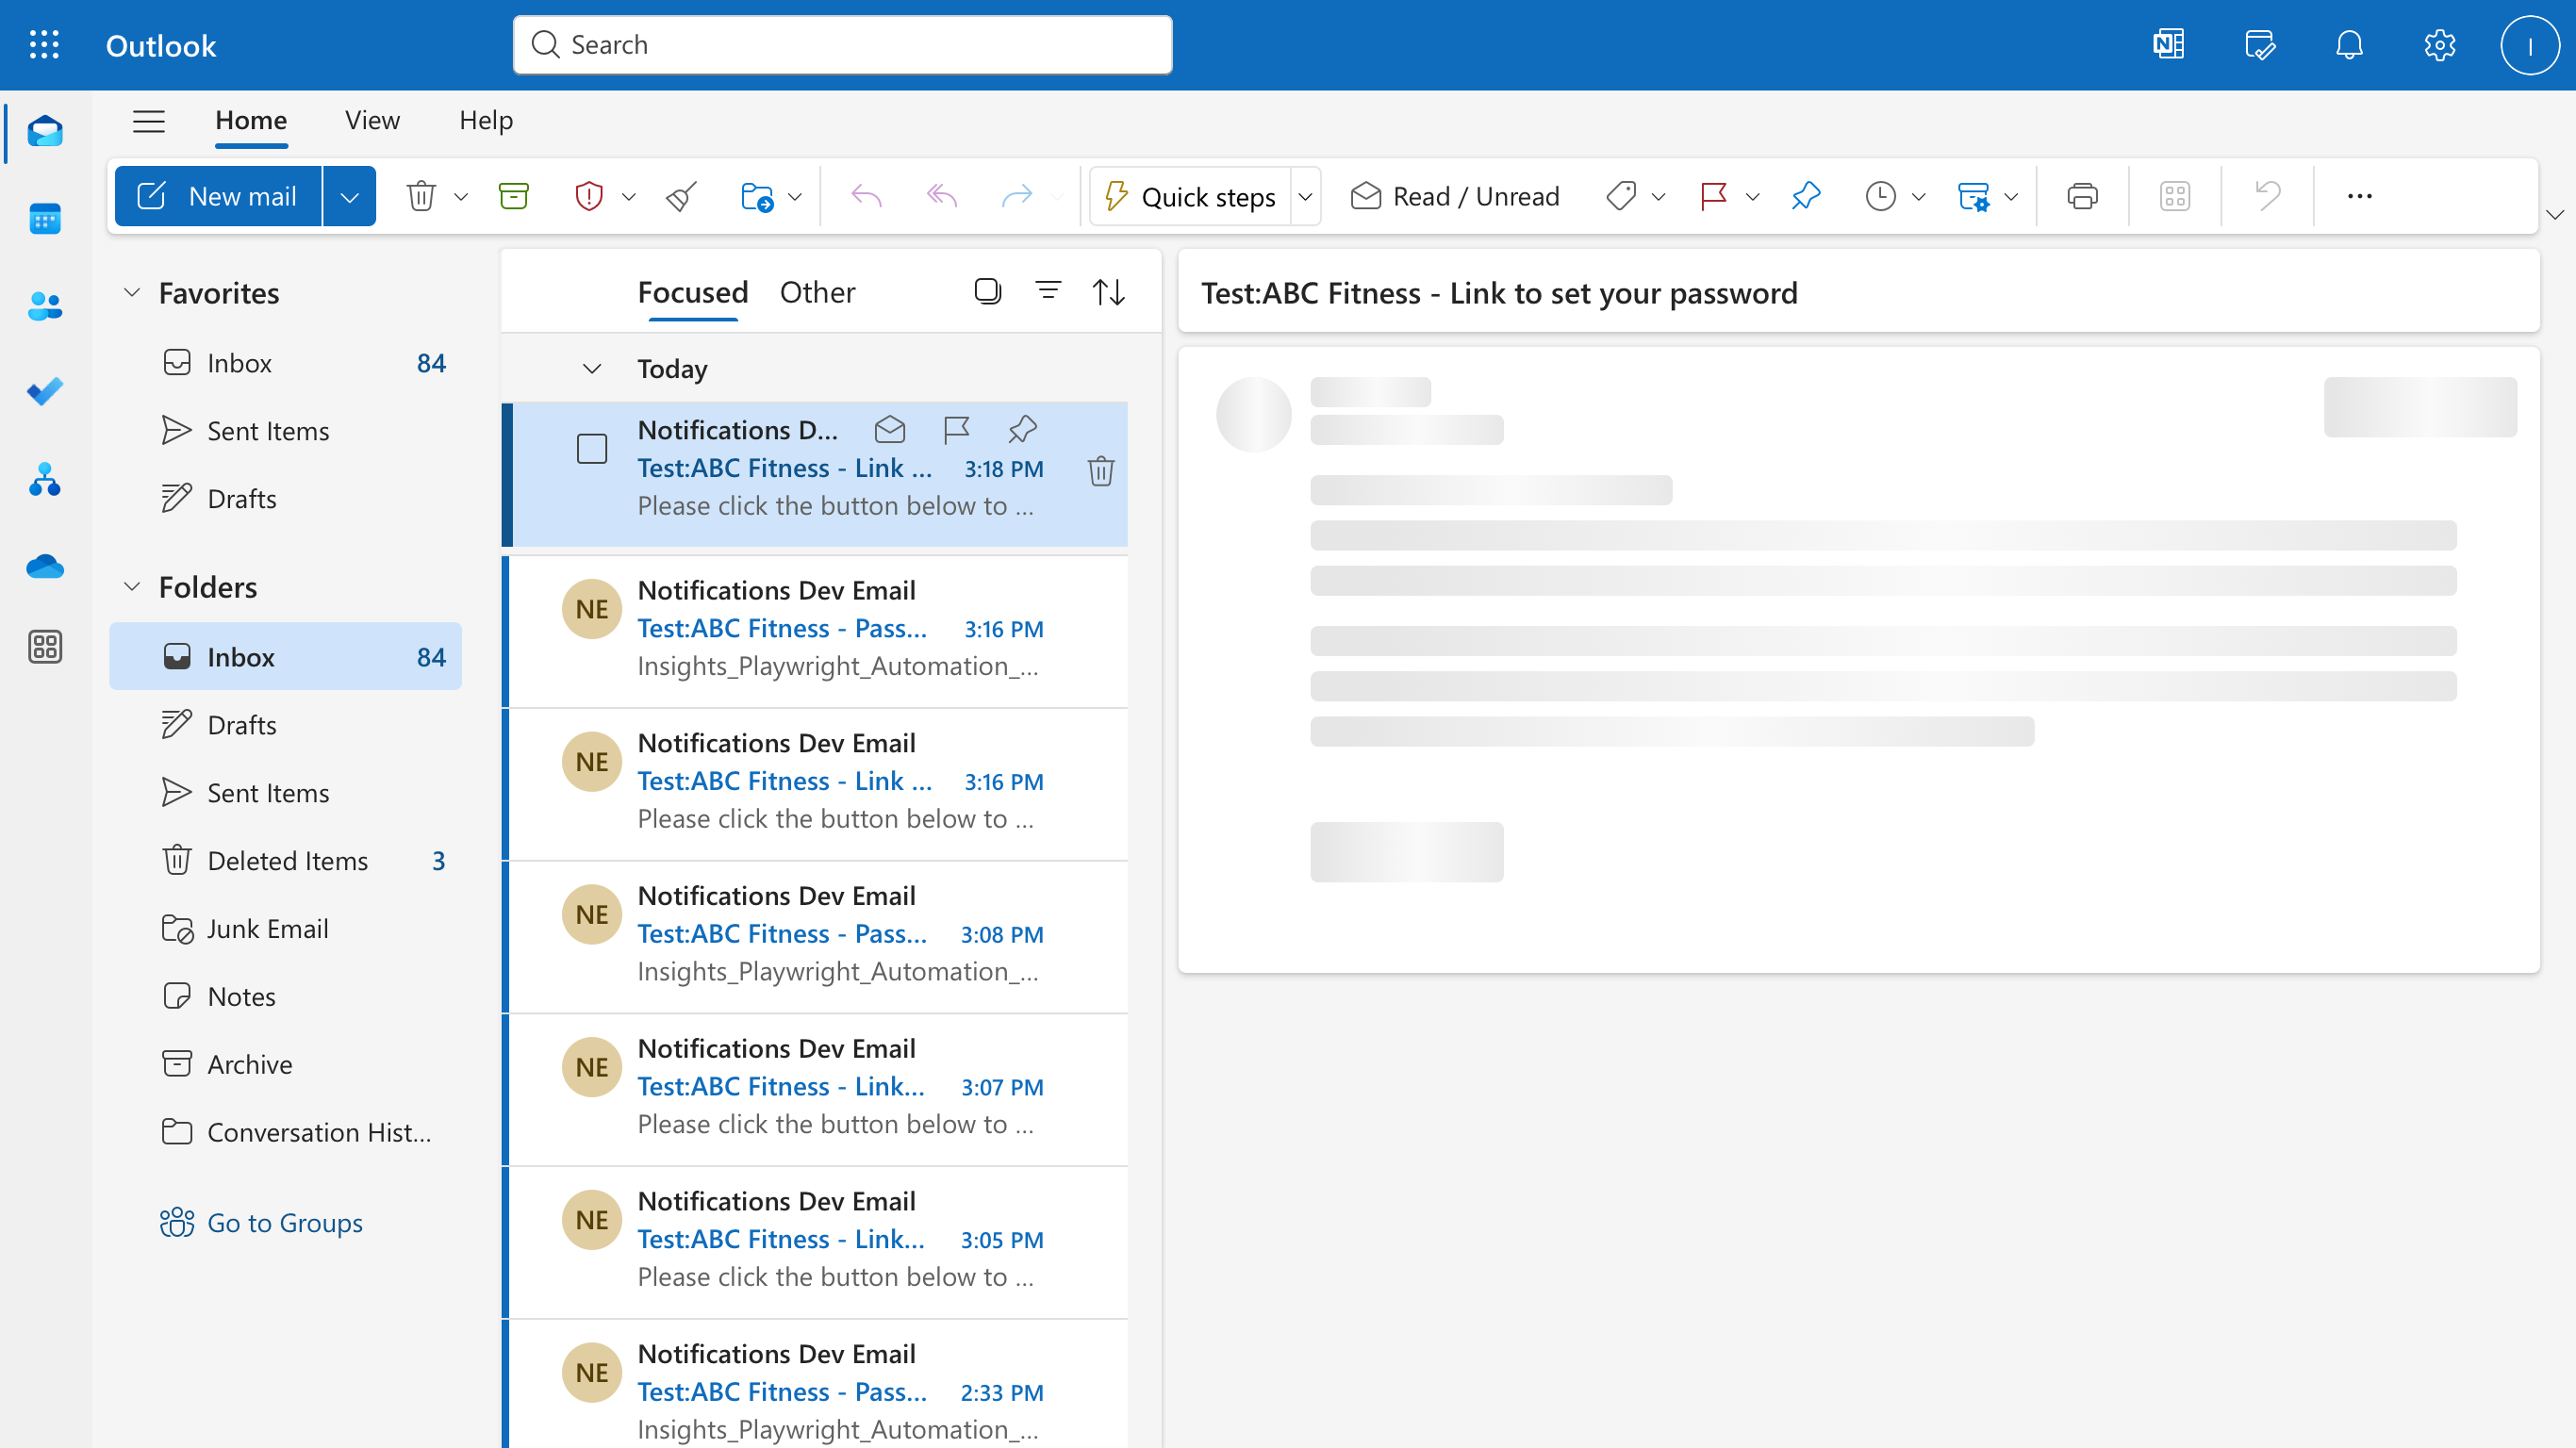 Outlook
Search
I
Home
View
Help
New mail
Quick steps
Read / Unread
Favorites
Inbox 84
Sent Items
Drafts
Folders
Inbox 84
Drafts
Sent Items
Deleted Items 3
Junk Email
Notes
Archive
Conversation Hist...
Go to Groups
Focused
Other
Today
Notifications D...
Test:ABC Fitness - Link ... 3:18 PM
Please click the button below to ...
NE
Notifications Dev Email
Test:ABC Fitness - Pass... 3:16 PM
Insights_Playwright_Automation_...
NE
Notifications Dev Email
Test:ABC Fitness - Link ... 3:16 PM
Please click the button below to ...
NE
Notifications Dev Email
Test:ABC Fitness - Pass... 3:08 PM
Insights_Playwright_Automation_...
NE
Notifications Dev Email
Test:ABC Fitness - Link... 3:07 PM
Please click the button below to ...
NE
Notifications Dev Email
Test:ABC Fitness - Link... 3:05 PM
Please click the button below to ...
NE
Notifications Dev Email
Test:ABC Fitness - Pass... 2:33 PM
Insights_Playwright_Automation_...
Test:ABC Fitness - Link to set your password